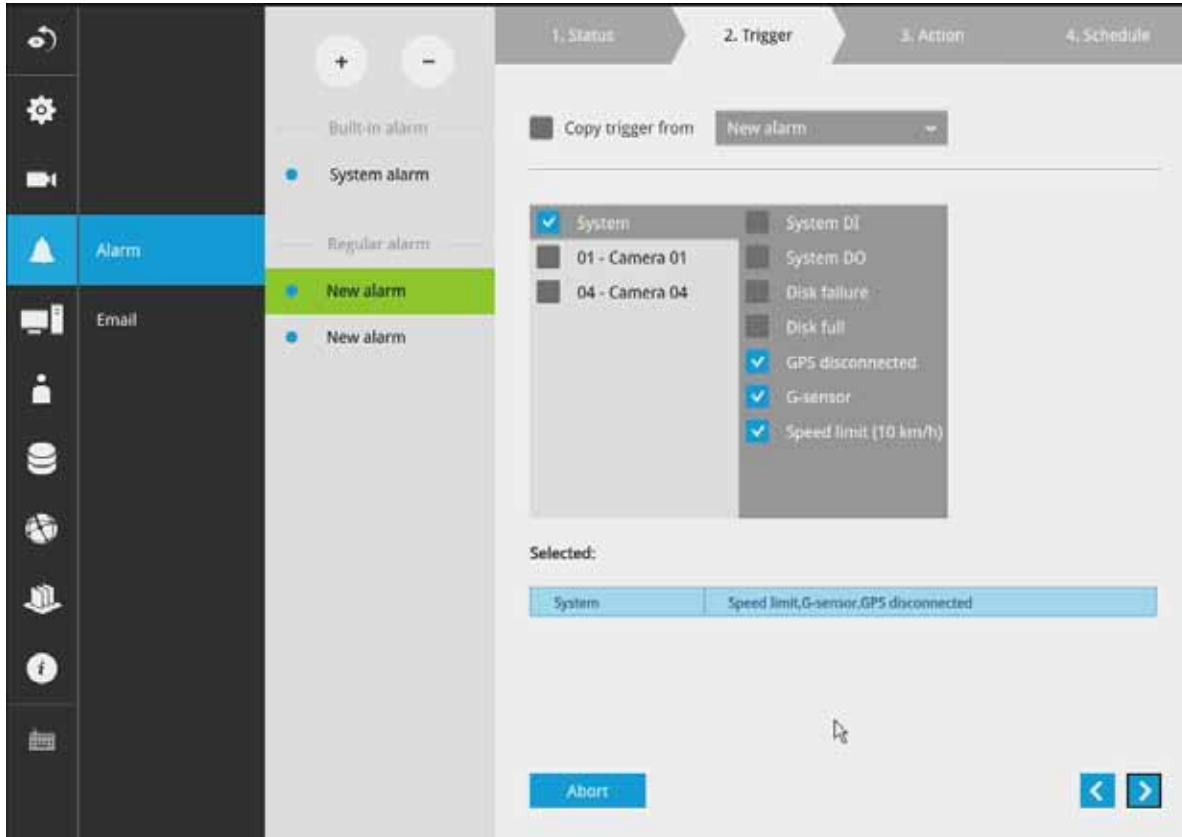 1. Status
2. Trigger
3. Action
4. Schedule
+
-
Built-in alarm
System alarm
Regular alarm
New alarm
New alarm
Alarm
Email
Copy trigger from
New alarm
System
01 - Camera 01
04 - Camera 04
System DI
System DO
Disk failure
Disk full
GPS disconnected
G-sensor
Speed limit (10 km/h)
Selected:
System
Speed limit,G-sensor,GPS disconnected
Abort